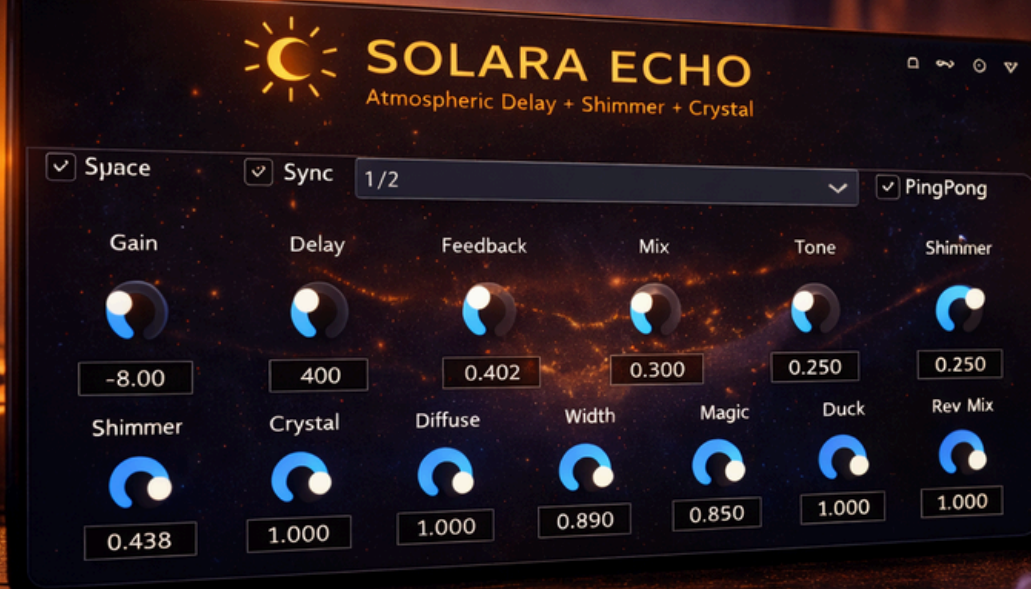 SOLARA ECHO
Atmospheric Delay + Shimmer + Crystal
Space
Sync
1/2
PingPong
Gain
Delay
Feedback
Mix
Tone
Shimmer
-8.00
400
0.402
0.300
0.250
0.250
Shimmer
Crystal
Diffuse
Width
Magic
Duck
Rev Mix
0.438
1.000
1.000
0.890
0.850
1.000
1.000